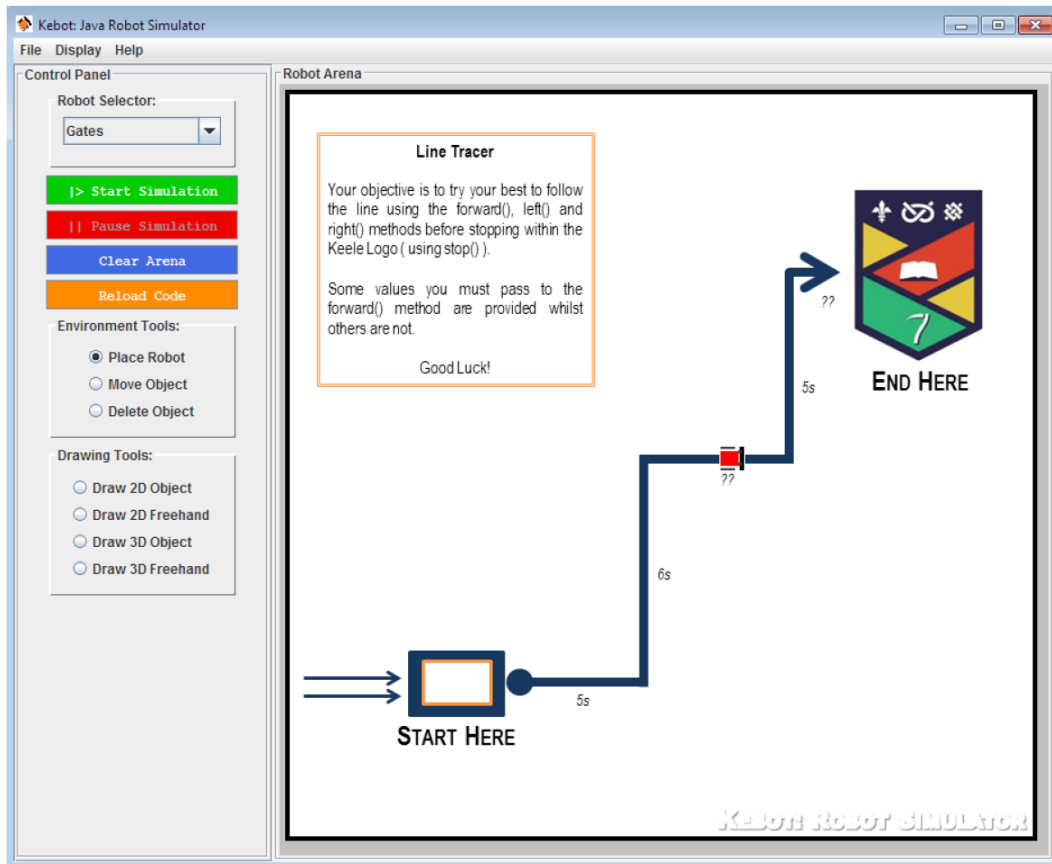 Kebot: Java Robot Simulator
File Display Help
Control Panel
Robot Selector:
Gates
|> Start Simulation
|| Pause Simulation
Clear Arena
Reload Code
Environment Tools:
Place Robot
Move Object
Delete Object
Drawing Tools:
Draw 2D Object
Draw 2D Freehand
Draw 3D Object
Draw 3D Freehand
Robot Arena
Line Tracer
Your objective is to try your best to follow
the line using the forward(), left() and
right() methods before stopping within the
Keele Logo ( using stop() ).
Some values you must pass to the
forward() method are provided whilst
others are not.
Good Luck!
??
END HERE
5s
??
6s
5s
START HERE
KEBOT: ROBOT SIMULATOR